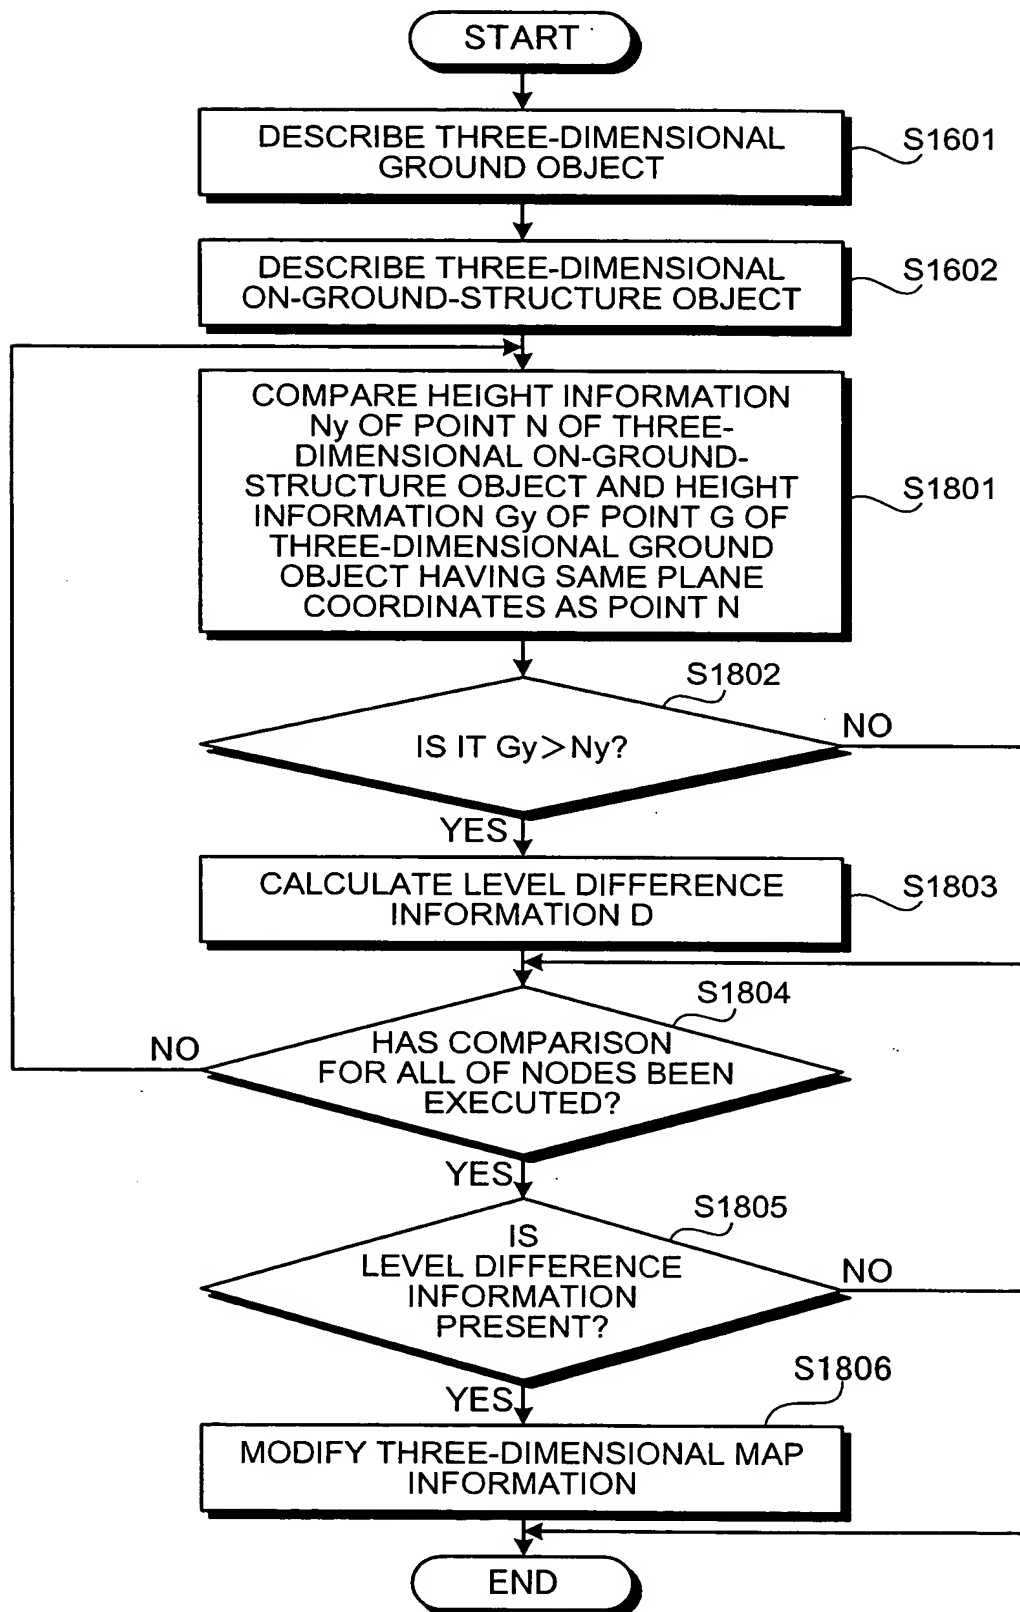 START
DESCRIBE THREE-DIMENSIONAL
GROUND OBJECT
S1601
DESCRIBE THREE-DIMENSIONAL
ON-GROUND-STRUCTURE OBJECT
S1602
COMPARE HEIGHT INFORMATION
Ny OF POINT N OF THREE-
DIMENSIONAL ON-GROUND-
STRUCTURE OBJECT AND HEIGHT
INFORMATION Gy OF POINT G OF
THREE-DIMENSIONAL GROUND
OBJECT HAVING SAME PLANE
COORDINATES AS POINT N
S1801
S1802
IS IT Gy>Ny?
NO
YES
CALCULATE LEVEL DIFFERENCE
INFORMATION D
S1803
S1804
HAS COMPARISON
FOR ALL OF NODES BEEN
EXECUTED?
NO
YES
S1805
IS
LEVEL DIFFERENCE
INFORMATION
PRESENT?
NO
YES
S1806
MODIFY THREE-DIMENSIONAL MAP
INFORMATION
END